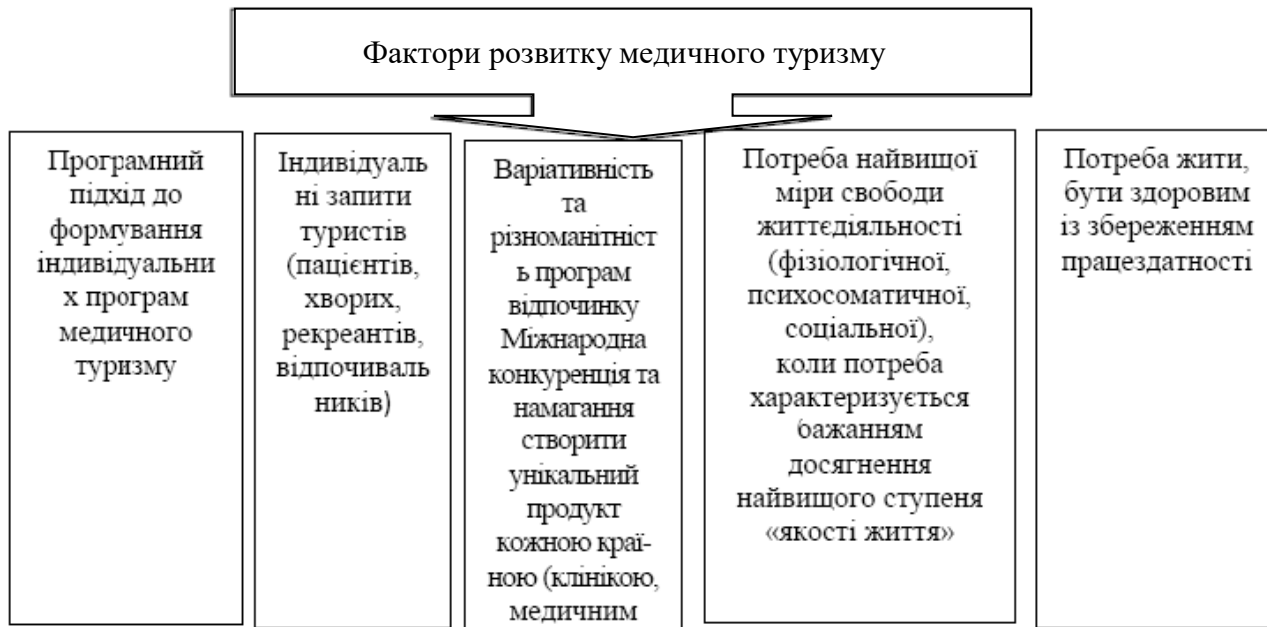 Фактори розвитку медичного туризму
Програмний
підхід до
формування
індивідуальни
х програм
медичного
туризму
Індивідуаль
ні запити
туристів
(пацієнтів,
хворих,
рекреантів,
відпочиваль
ників)
Варіативність
та
різноманітніст
ь програм
відпочинку
Міжнародна
конкуренція та
намагання
створити
унікальний
продукт
кожною краї-
ною (клінікою,
медичним
Потреба найвищої
міри свободи
життєдіяльності
(фізіологічної,
психосоматичної,
соціальної),
коли потреба
характеризується
бажанням
досягнення
найвищого ступеня
«якості життя»
Потреба жити,
бути здоровим
із збереженням
працездатності